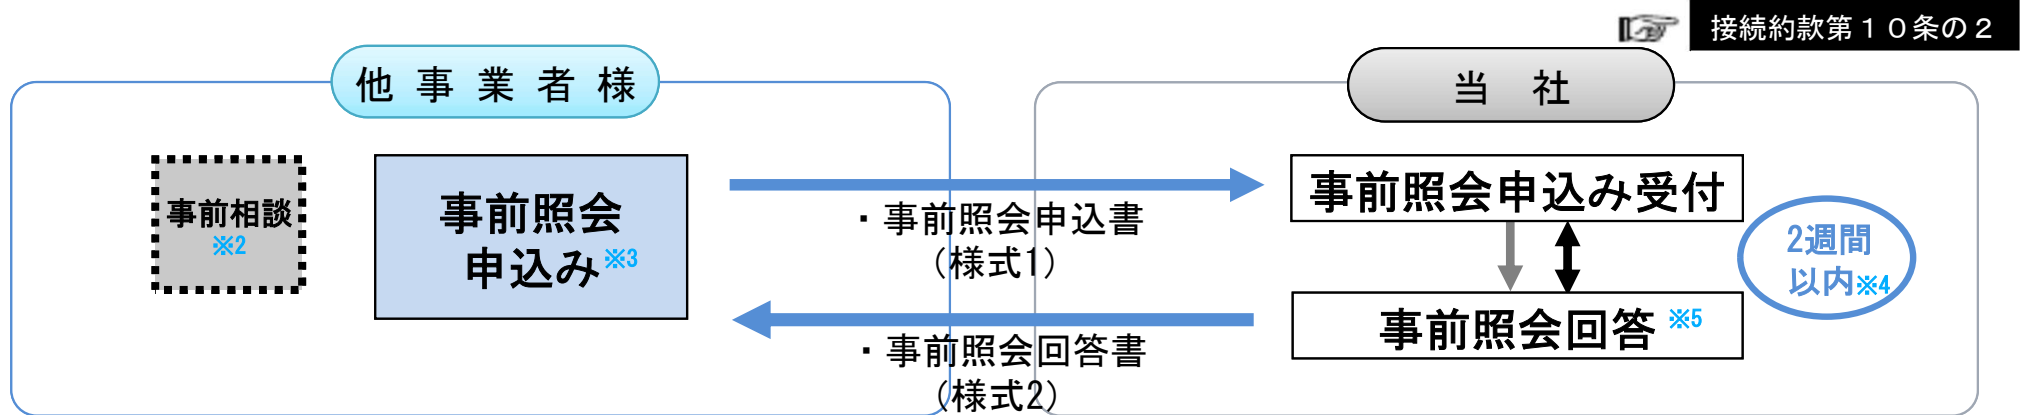 接続約款第１０条の２
他事業者様
当社
事前相談
※2
事前照会
申込み※3
・事前照会申込書
(様式1)
・事前照会回答書
(様式2)
事前照会申込み受付
事前照会回答 ※5
2週間
以内※4